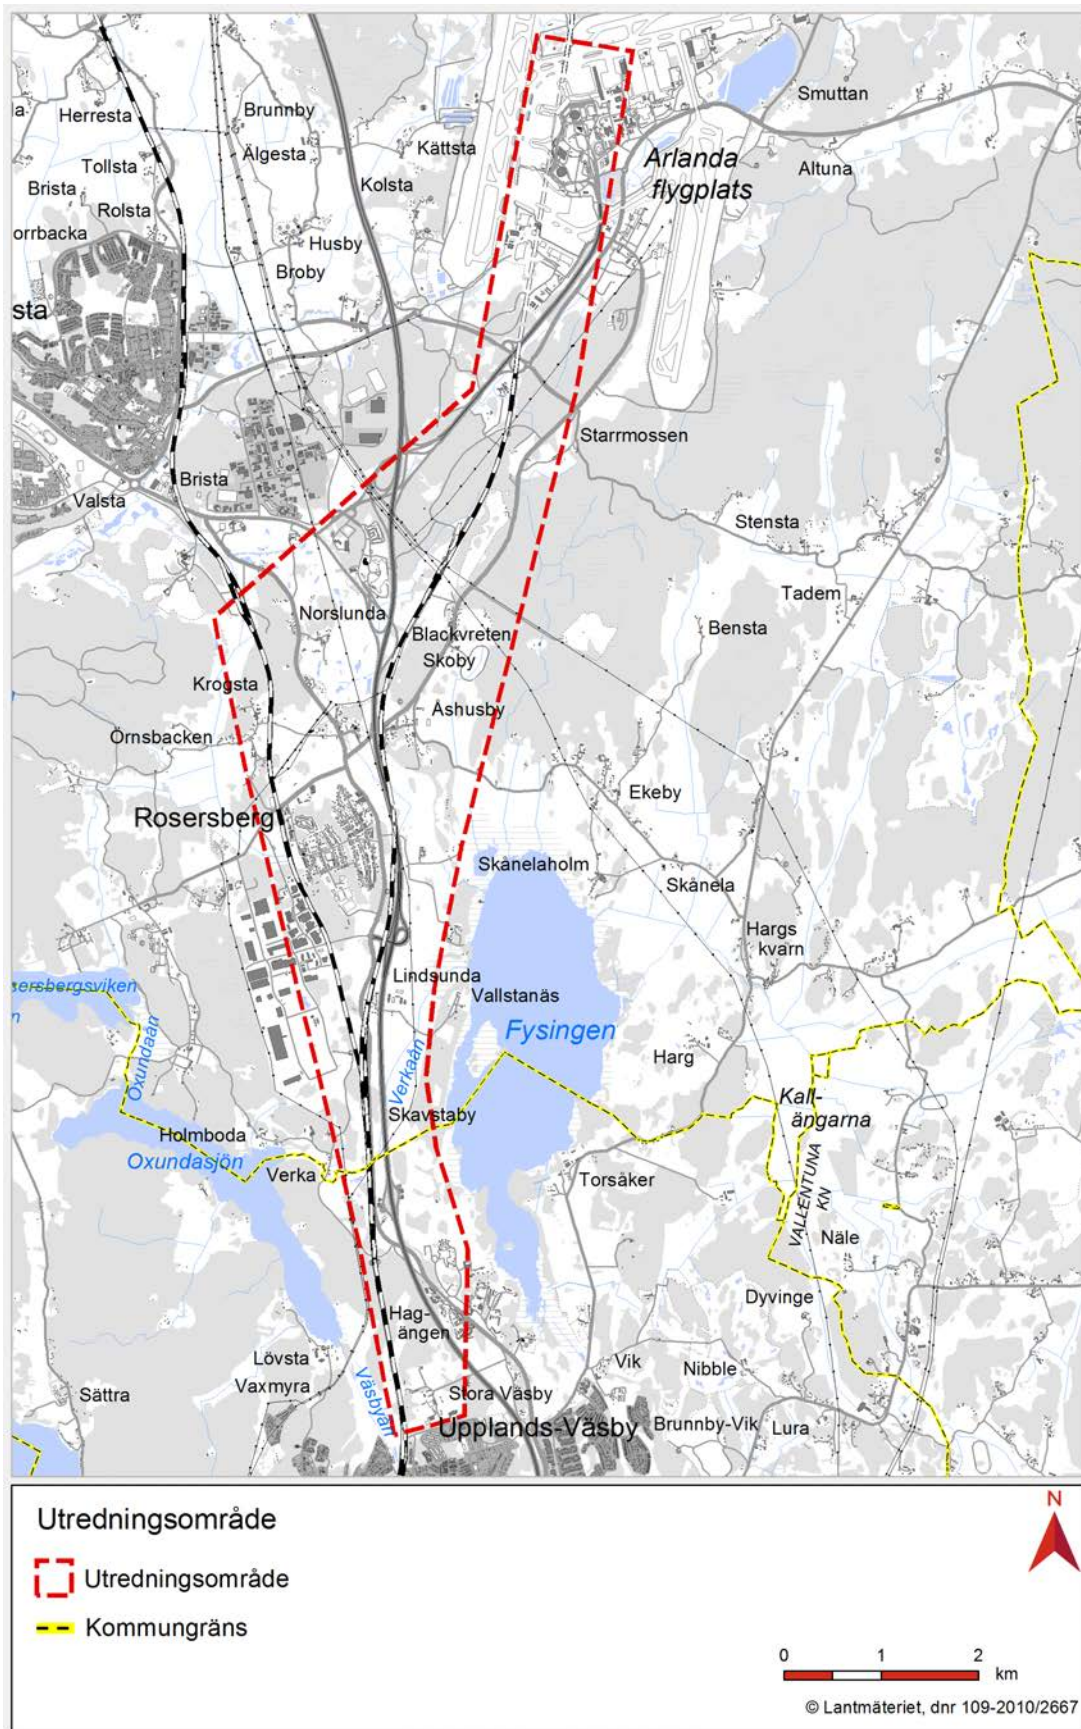 Smuttan
Herresta
Brunnby
Kättsta
Älgesta
Arlanda
flygplats
Tollsta
Altuna
Brista
Kolsta
Rolsta
orrbacka
Husby
Broby
sta
Starrmossen
Brista
Valsta
Stensta
Tadem
Norslunda
Blackvreten
Bensta
Skoby
Krogsta
Åshusby
Örnsbacken
Ekeby
Rosersberg
Skånelaholm
Skånela
Hargs
kvarn
Lindsunda
sersbergsviken
Vallstanäs
n
Fysingen
Oxundaån
Verkaån
Harg
Kall-
ängarna
Skavstaby
Holmboda
Oxundasjön
Verka
Torsåker
VALLENTUNA
KN
Näle
Dyvinge
Hag-
ängen
Lövsta
Vik
Nibble
Vaxmyra
Väsbyån
Stora Väsby
Sättra
Upplands-Väsby
Brunnby-Vik
Lura
Utredningsområde
N
Utredningsområde
Kommungräns
0 1 2
km
© Lantmäteriet, dnr 109-2010/2667